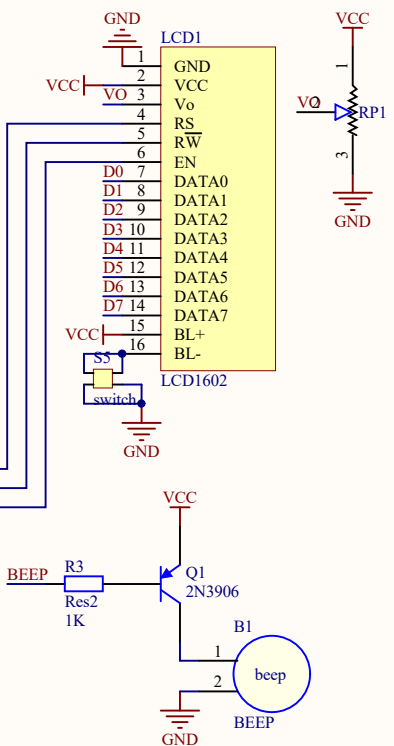 GND
VCC
LCD1
1 GND
VCC 2 VCC
VO 3 Vo
4 RS
5 RW
6 EN
D0 7 DATA0
D1 8 DATA1
D2 9 DATA2
D3 10 DATA3
D4 11 DATA4
D5 12 DATA5
D6 13 DATA6
D7 14 DATA7
VCC 15 BL+
16 BL-
S5
switch
LCD1602
GND
1
VO 2 RP1
3
GND
VCC
BEEP
R3
Res2
1K
Q1
2N3906
B1
1
beep
2
BEEP
GND